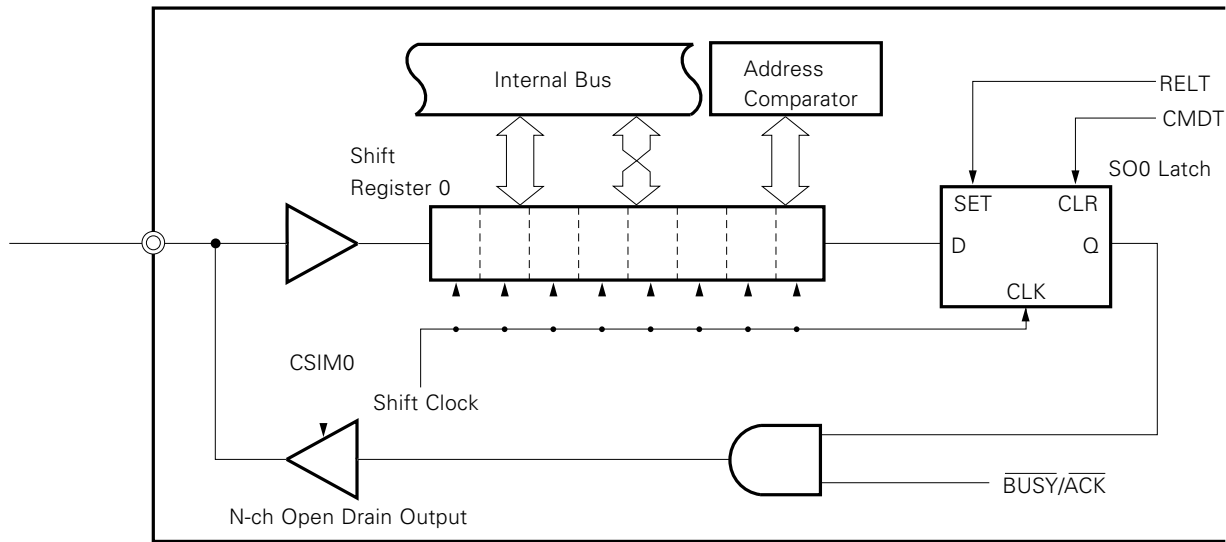 Internal Bus
Address
Comparator
RELT
CMDT
Shift
Register 0
SO0 Latch
SET
CLR
D
Q
CLK
CSIM0
Shift Clock
BUSY/ACK
N-ch Open Drain Output